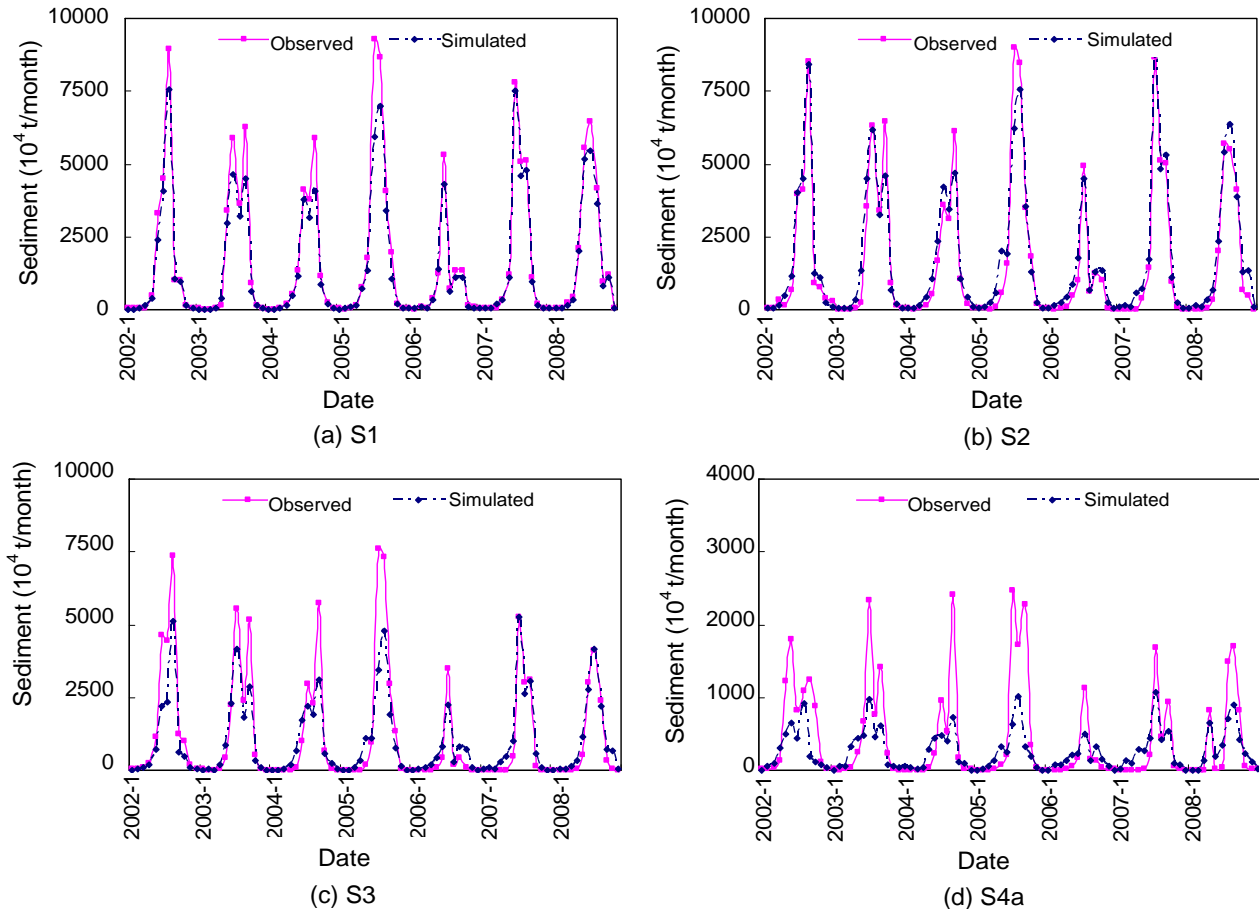 10000
7500
5000
2500
0
Sediment (10⁴ t/month)
Observed
Simulated
2002-1
2003-1
2004-1
2005-1
2006-1
2007-1
2008-1
Date
(a) S1
10000
7500
5000
2500
0
Sediment (10⁴ t/month)
Observed
Simulated
2002-1
2003-1
2004-1
2005-1
2006-1
2007-1
2008-1
Date
(b) S2
10000
7500
5000
2500
0
Sediment (10⁴ t/month)
Observed
Simulated
2002-1
2003-1
2004-1
2005-1
2006-1
2007-1
2008-1
Date
(c) S3
4000
3000
2000
1000
0
Sediment (10⁴ t/month)
Observed
Simulated
2002-1
2003-1
2004-1
2005-1
2006-1
2007-1
2008-1
Date
(d) S4a